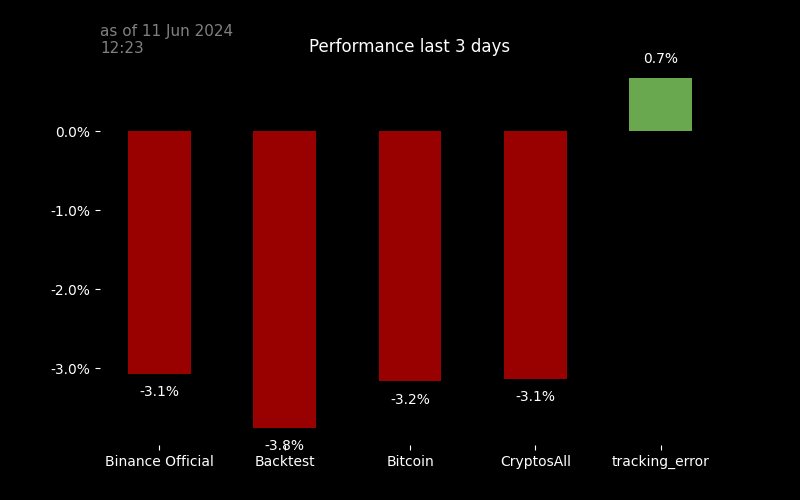 as of 11 Jun 2024
12:23
Performance last 3 days
0.7%
0.0%
-1.0%
-2.0%
-3.0%
-3.1%
-3.8%
-3.2%
-3.1%
Binance Official
Backtest
Bitcoin
CryptosAll
tracking_error